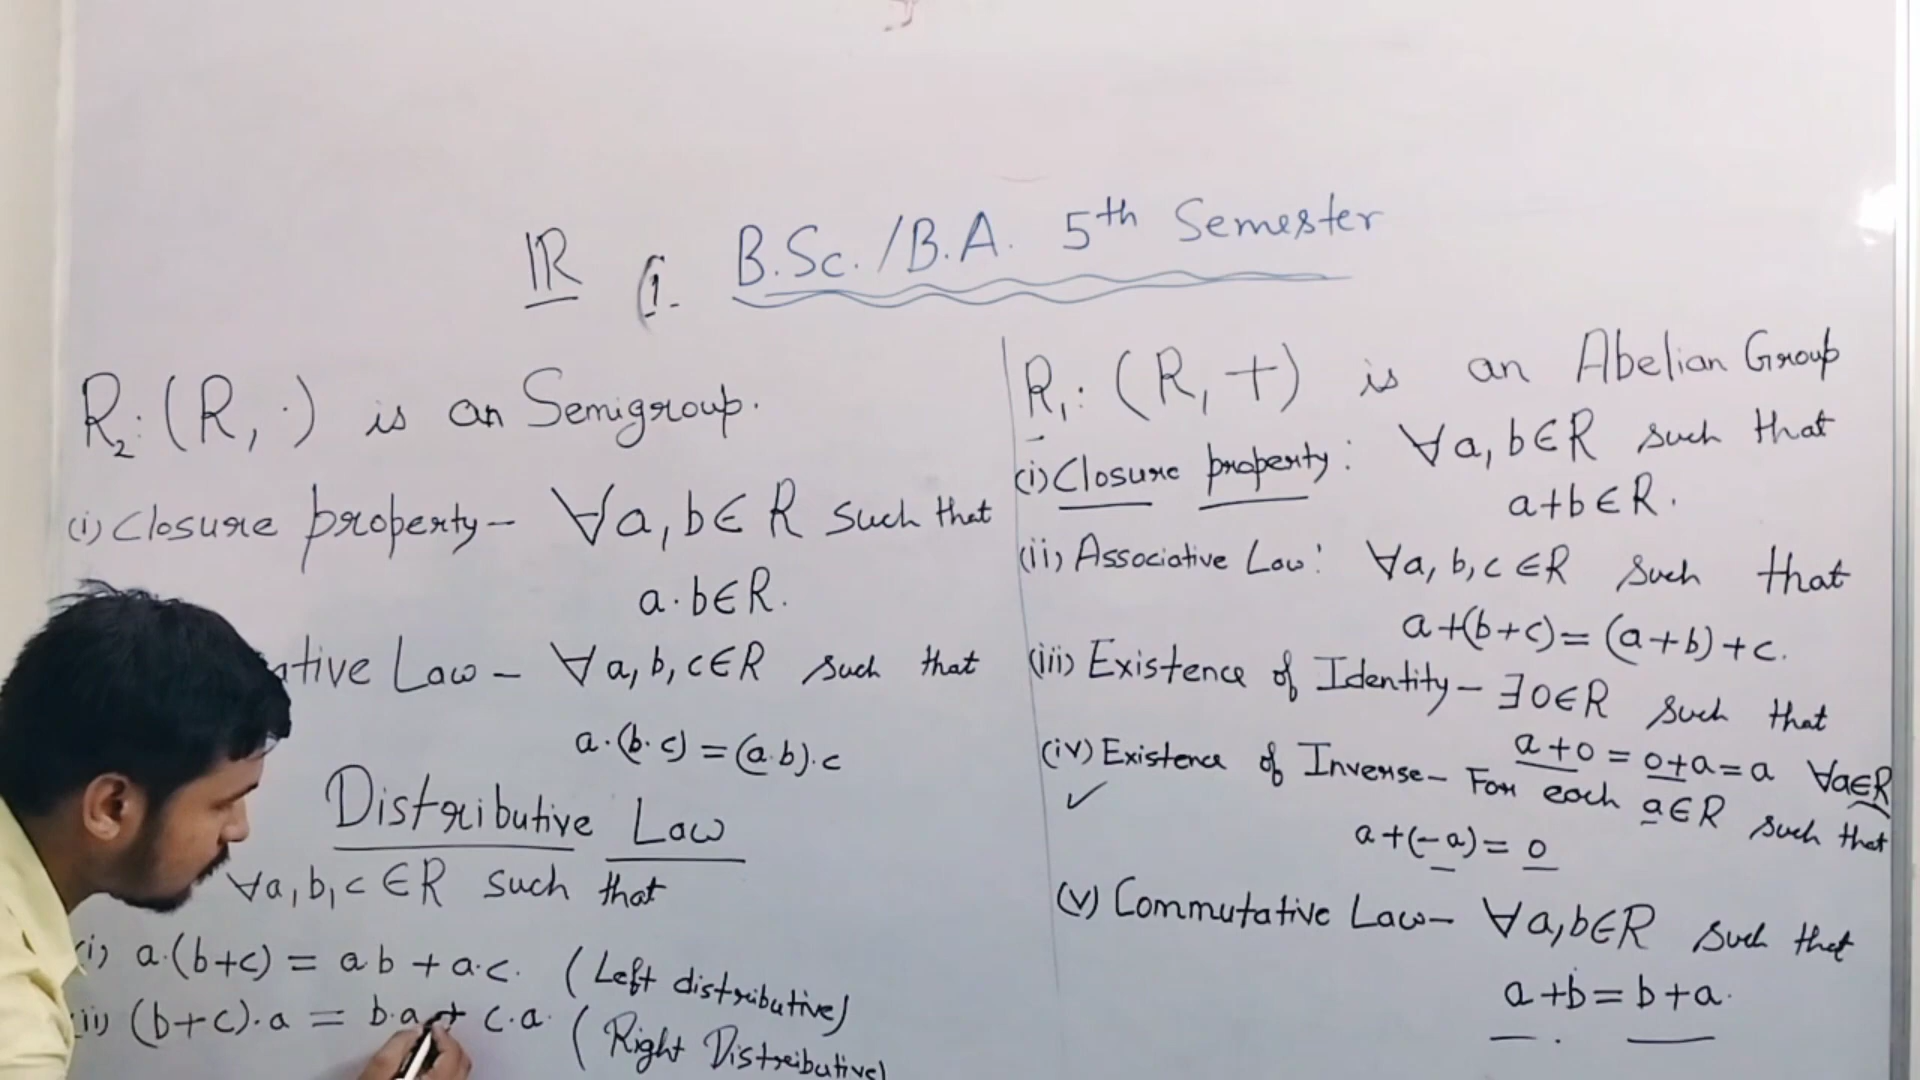 IR (1. B.Sc./B.A. 5th Semester
R₂: (R, ·) is an Semigroup.
(i) Closure property – ∀a, b∈R such that
a·b∈R.
Law – ∀a, b, c∈R such that
a·(b·c) = (a·b)·c
Distributive Law
∀a, b, c ∈R such that
(i) a·(b+c) = a·b + a·c. (Left distributive)
(ii) (b+c)·a = b·a + c·a. (Right Distributive)
R₁: (R, +) is an Abelian Group
(i) Closure property: ∀a, b∈R such that
a+b∈R.
(ii) Associative Law: ∀a, b, c ∈R such that
a+(b+c) = (a+b)+c.
(iii) Existence of Identity – ∃0∈R such that
a+0 = 0+a = a ∀a∈R
(iv) Existence of Inverse – For each a∈R such that
a+(-a) = 0
(v) Commutative Law – ∀a, b∈R such that
a+b = b+a.